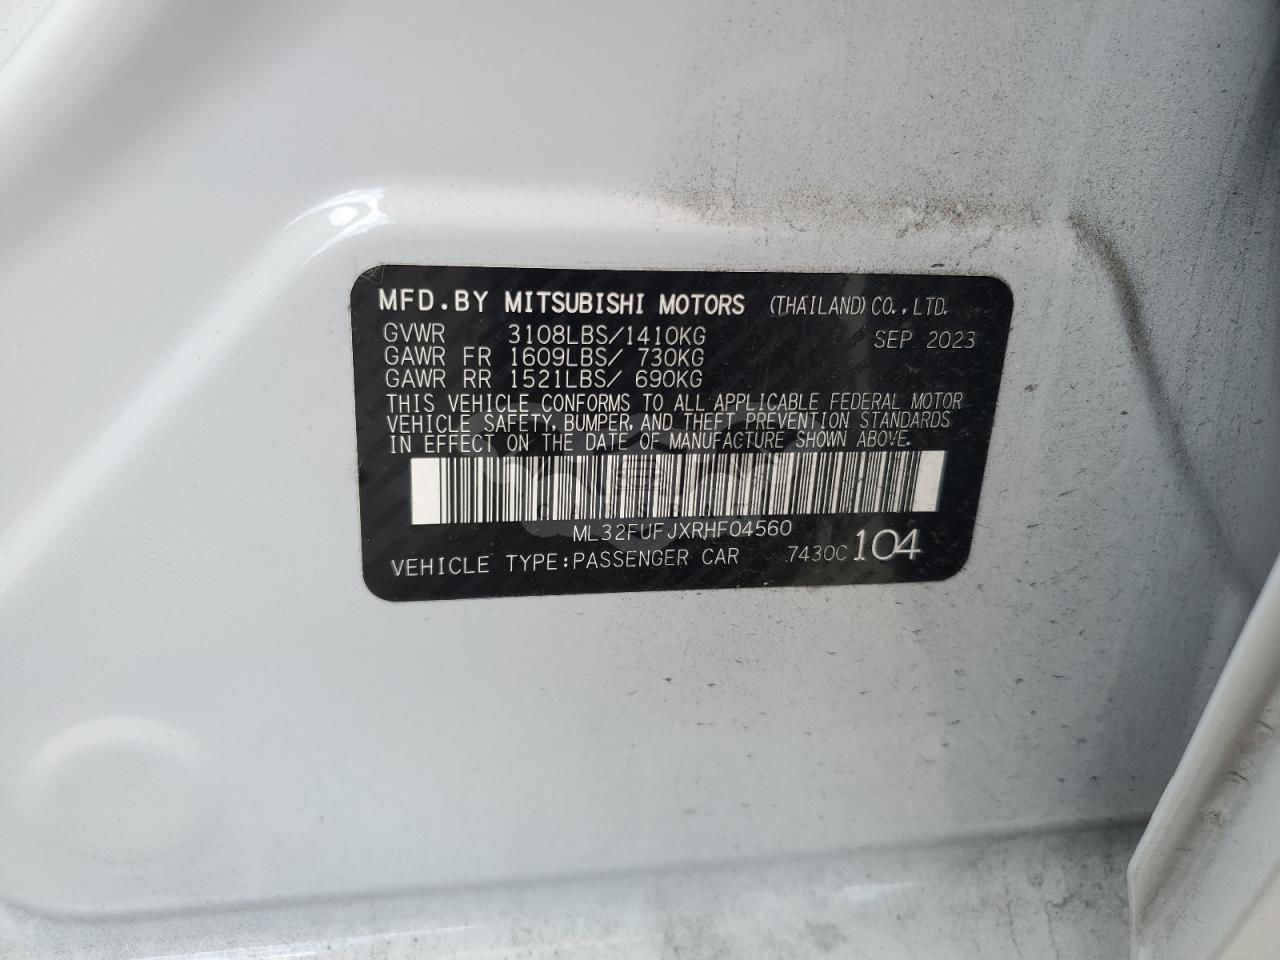 MFD.BY MITSUBISHI MOTORS (THAILAND) CO.,LTD.
GVWR 3108LBS/1410KG SEP 2023
GAWR FR 1609LBS/ 730KG
GAWR RR 1521LBS/ 690KG
THIS VEHICLE CONFORMS TO ALL APPLICABLE FEDERAL MOTOR
VEHICLE SAFETY, BUMPER, AND THEFT PREVENTION STANDARDS
IN EFFECT ON THE DATE OF MANUFACTURE SHOWN ABOVE.
ML32FUFJXRHF04560
VEHICLE TYPE:PASSENGER CAR 7430C 104